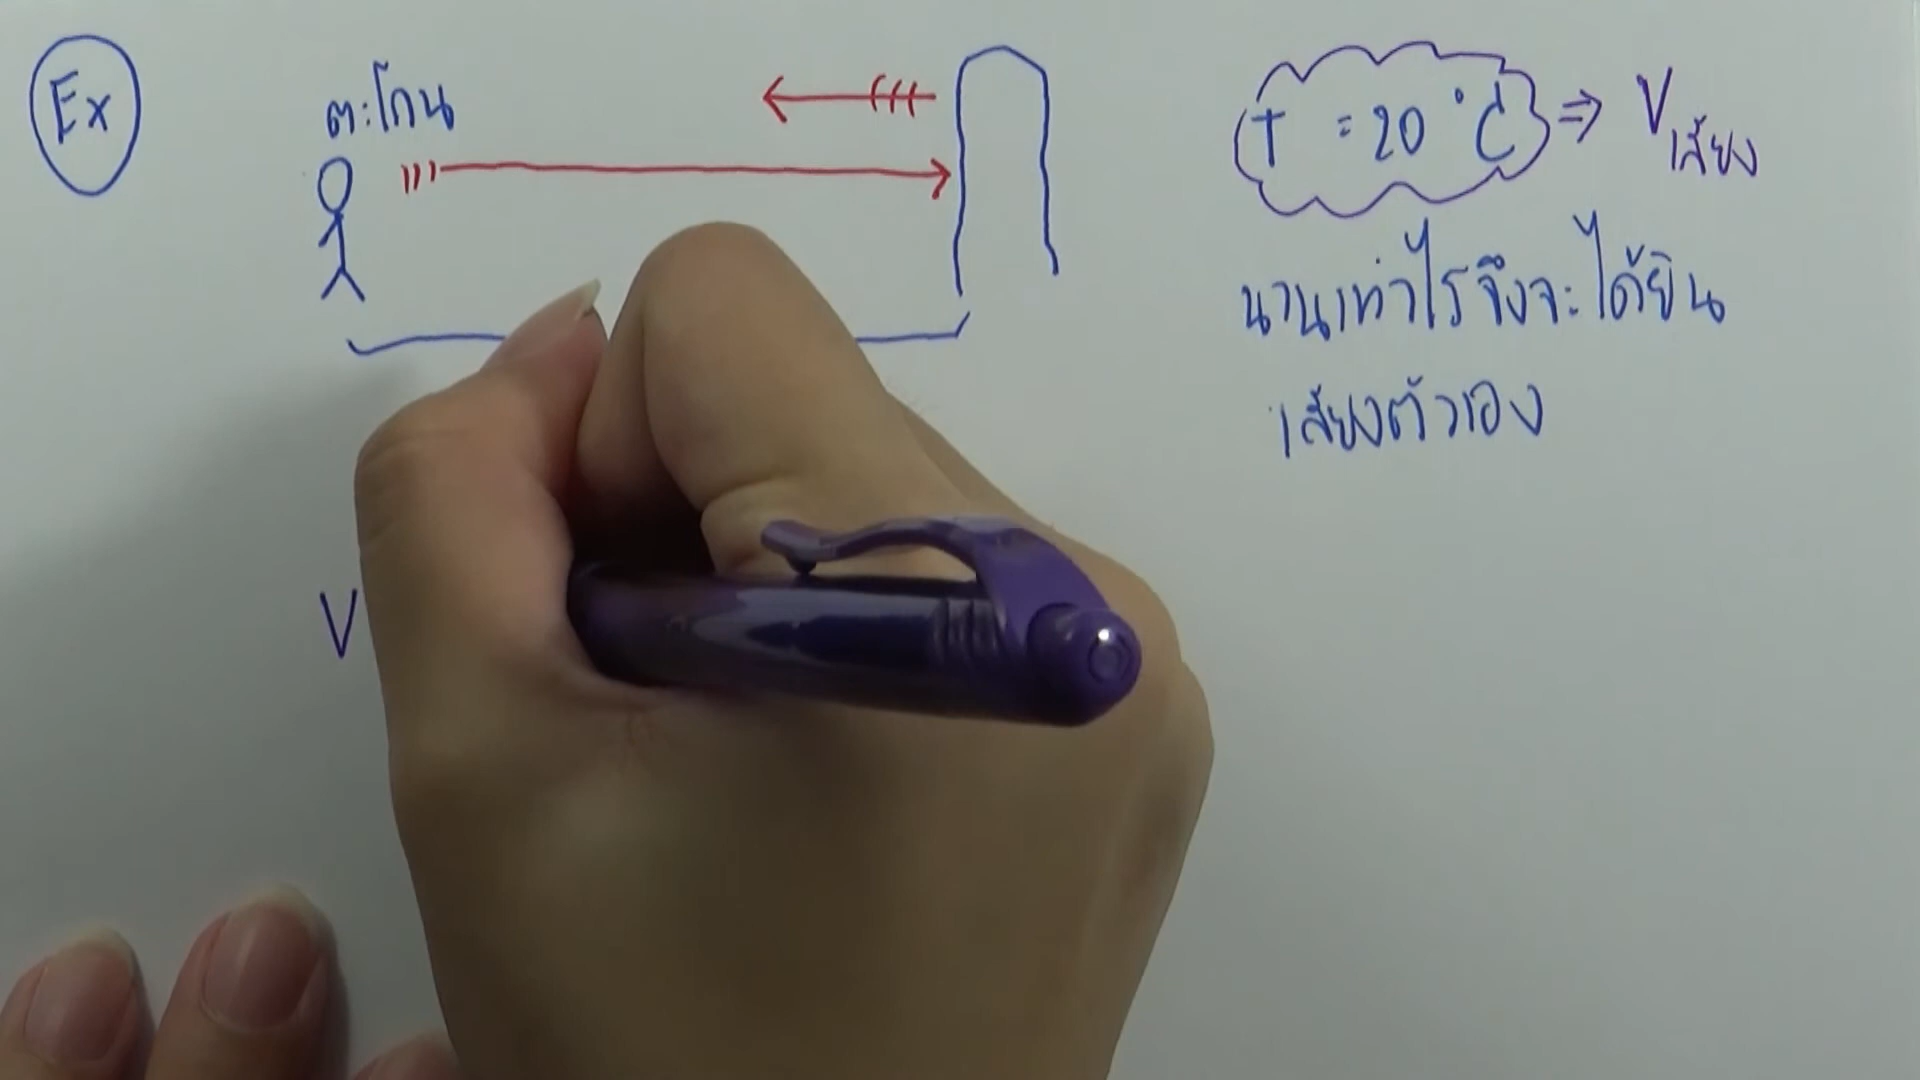 Ex
ตะโกน
T = 20 °C ⇒ Vเสียง
นานเท่าไรจึงจะได้ยิน
เสียงตัวเอง
V